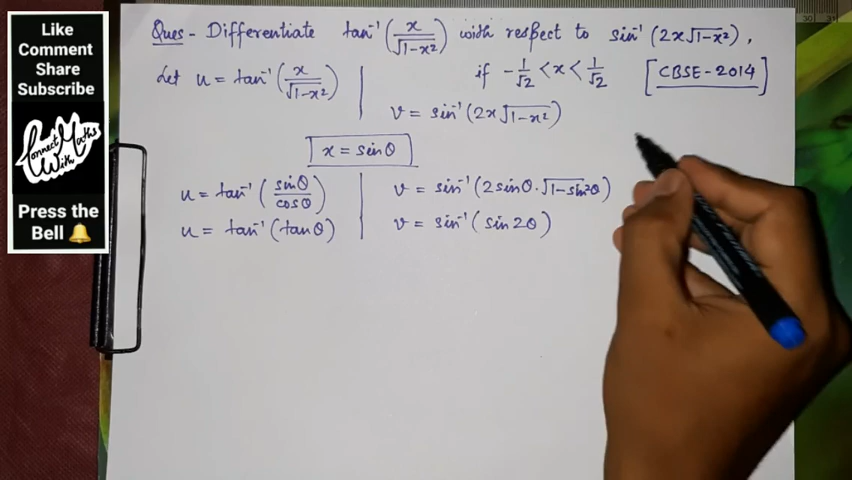 Like
Comment
Share
Subscribe
Connect
With
Maths
Press the
Bell 🔔
Ques - Differentiate tan⁻¹(x/√(1-x²)) with respect to sin⁻¹(2x√(1-x²)),
if -1/√2 < x < 1/√2 [CBSE - 2014]
Let u = tan⁻¹(x/√(1-x²))
v = sin⁻¹(2x√(1-x²))
x = sinθ
u = tan⁻¹(sinθ/cosθ) v = sin⁻¹(2sinθ·√(1-sin²θ))
u = tan⁻¹(tanθ) v = sin⁻¹(sin2θ)